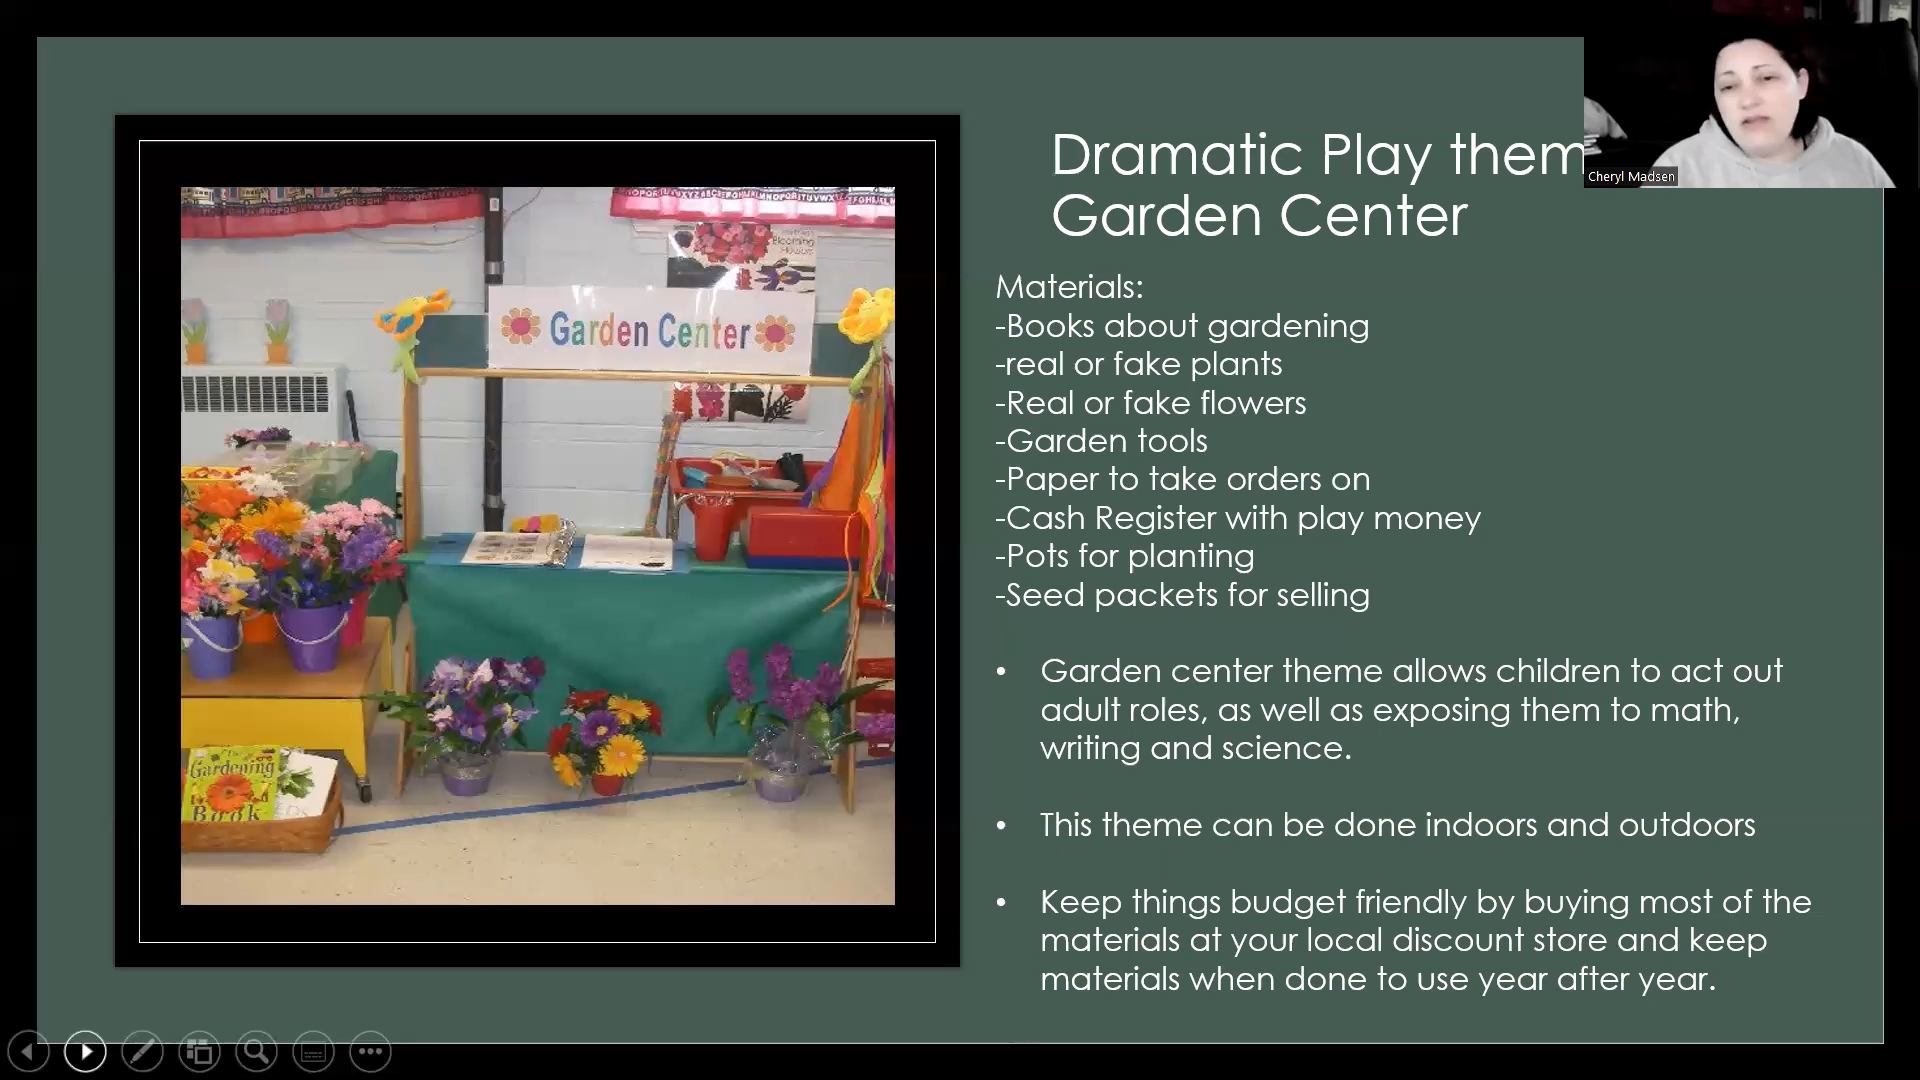 Dramatic Play them
Garden Center
Cheryl Madsen
Materials:
-Books about gardening
-real or fake plants
-Real or fake flowers
-Garden tools
-Paper to take orders on
-Cash Register with play money
-Pots for planting
-Seed packets for selling
• Garden center theme allows children to act out
adult roles, as well as exposing them to math,
writing and science.
• This theme can be done indoors and outdoors
• Keep things budget friendly by buying most of the
materials at your local discount store and keep
materials when done to use year after year.
Blooming
Flowers
Garden Center
Gardening
Book